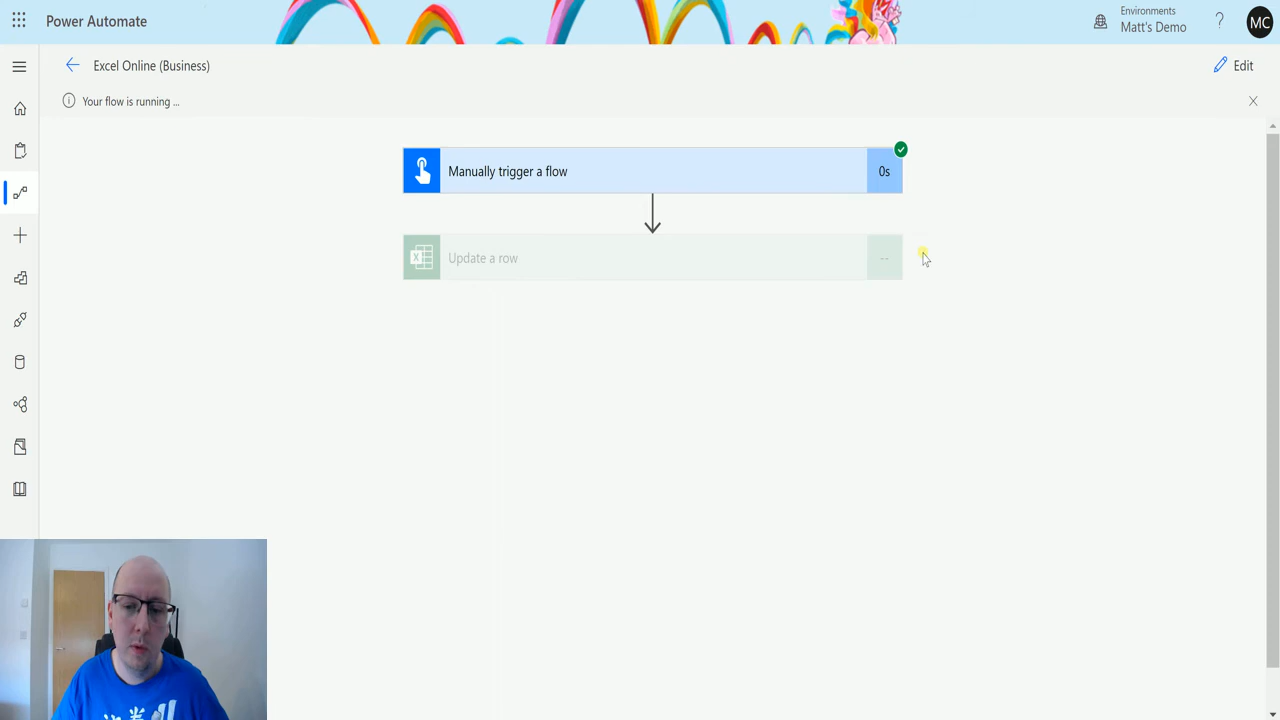 Power Automate
Environments
Matt's Demo
?
MC
Excel Online (Business)
Edit
Your flow is running ...
Manually trigger a flow
0s
Update a row
--